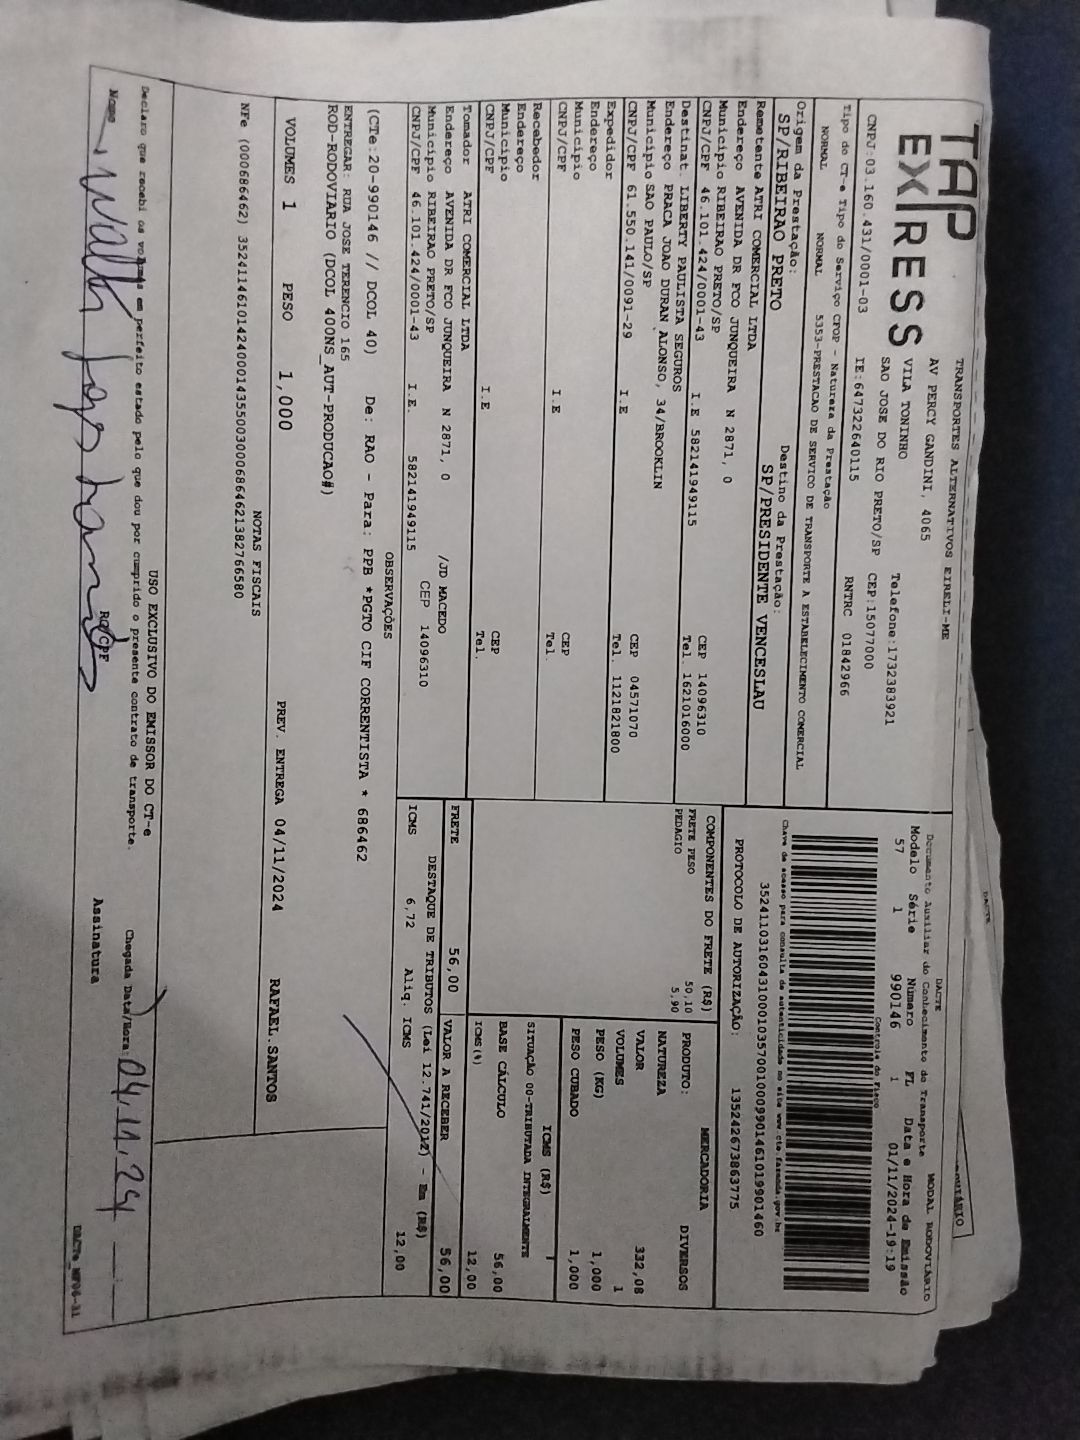 TAP
EXPRESS
TRANSPORTES ALTERNATIVOS EIRELI-ME
AV PERCY GANDINI, 4065
VILA TONINHO Telefone:1732383921
SAO JOSE DO RIO PRETO/SP CEP:15077000
CNPJ:03.160.431/0001-03 IE:647322640115 RNTRC 01842966
Tipo do CT-e Tipo do Serviço CFOP - Natureza da Prestação
NORMAL NORMAL 5353-PRESTACAO DE SERVICO DE TRANSPORTE A ESTABELECIMENTO COMERCIAL
Origem da Prestação: Destino da Prestação:
SP/RIBEIRAO PRETO SP/PRESIDENTE VENCESLAU
DACTE
Documento Auxiliar do Conhecimento de Transporte MODAL RODOVIÁRIO
Modelo Série Número FL Data e Hora de Emissão
57 1 990146 1 01/11/2024-19:19
Controle do Fisco
Chave de acesso para consulta de autenticidade no site www.cte.fazenda.gov.br
35241103160431000103570010009901461019901460
PROTOCOLO DE AUTORIZAÇÃO: 135242673863775
Remetente ATRI COMERCIAL LTDA
Endereço AVENIDA DR FCO JUNQUEIRA N 2871, 0
Municipio RIBEIRAO PRETO/SP CEP 14096310
CNPJ/CPF 46.101.424/0001-43 I.E 582141949115 Tel. 1621016000
Destinat. LIBERTY PAULISTA SEGUROS
Endereço PRACA JOAO DURAN ALONSO, 34/BROOKLIN
Municipio SAO PAULO/SP CEP 04571070
CNPJ/CPF 61.550.141/0091-29 I.E Tel. 1121821800
Expedidor
Endereço
Municipio CEP
CNPJ/CPF I.E Tel.
Recebedor
Endereço
Municipio CEP
CNPJ/CPF I.E Tel.
Tomador ATRI COMERCIAL LTDA
Endereço AVENIDA DR FCO JUNQUEIRA N 2871, 0 /JD MACEDO
Municipio RIBEIRAO PRETO/SP CEP 14096310
CNPJ/CPF 46.101.424/0001-43 I.E. 582141949115
COMPONENTES DO FRETE (R$)
FRETE PESO 50,10
PEDAGIO 5,90
MERCADORIA
PRODUTO: DIVERSOS
NATUREZA
VALOR 332,08
VOLUMES 1
PESO (KG) 1,000
PESO CUBADO 1,000
ICMS (R$)
SITUAÇÃO 00-TRIBUTADA INTEGRALMENTE
BASE CÁLCULO 56,00
ICMS(%) 12,00
FRETE 56,00 VALOR A RECEBER 56,00
DESTAQUE DE TRIBUTOS (Lei 12.741/2012) - Em (R$)
ICMS 6,72 Aliq. ICMS 12,00
OBSERVAÇÕES
(CTe:20-990146 // DCOL 40) De: RAO - Para: PPB *PGTO CIF CORRENTISTA * 686462
ENTREGAR: RUA JOSE TERENCIO 165
ROD-RODOVIARIO (DCOL 40ONS_AUT-PRODUCAO#)
VOLUMES 1 PESO 1,000 PREV. ENTREGA 04/11/2024 RAFAEL.SANTOS
NOTAS FISCAIS
NFe (000686462) 35241146101424000143550030006864621382766580
USO EXCLUSIVO DO EMISSOR DO CT-e
Declaro que recebi os volumes em perfeito estado pelo que dou por cumprido o presente contrato de transporte. Chegada Data/Hora: 04.11.24
Nome RG/CPF Assinatura